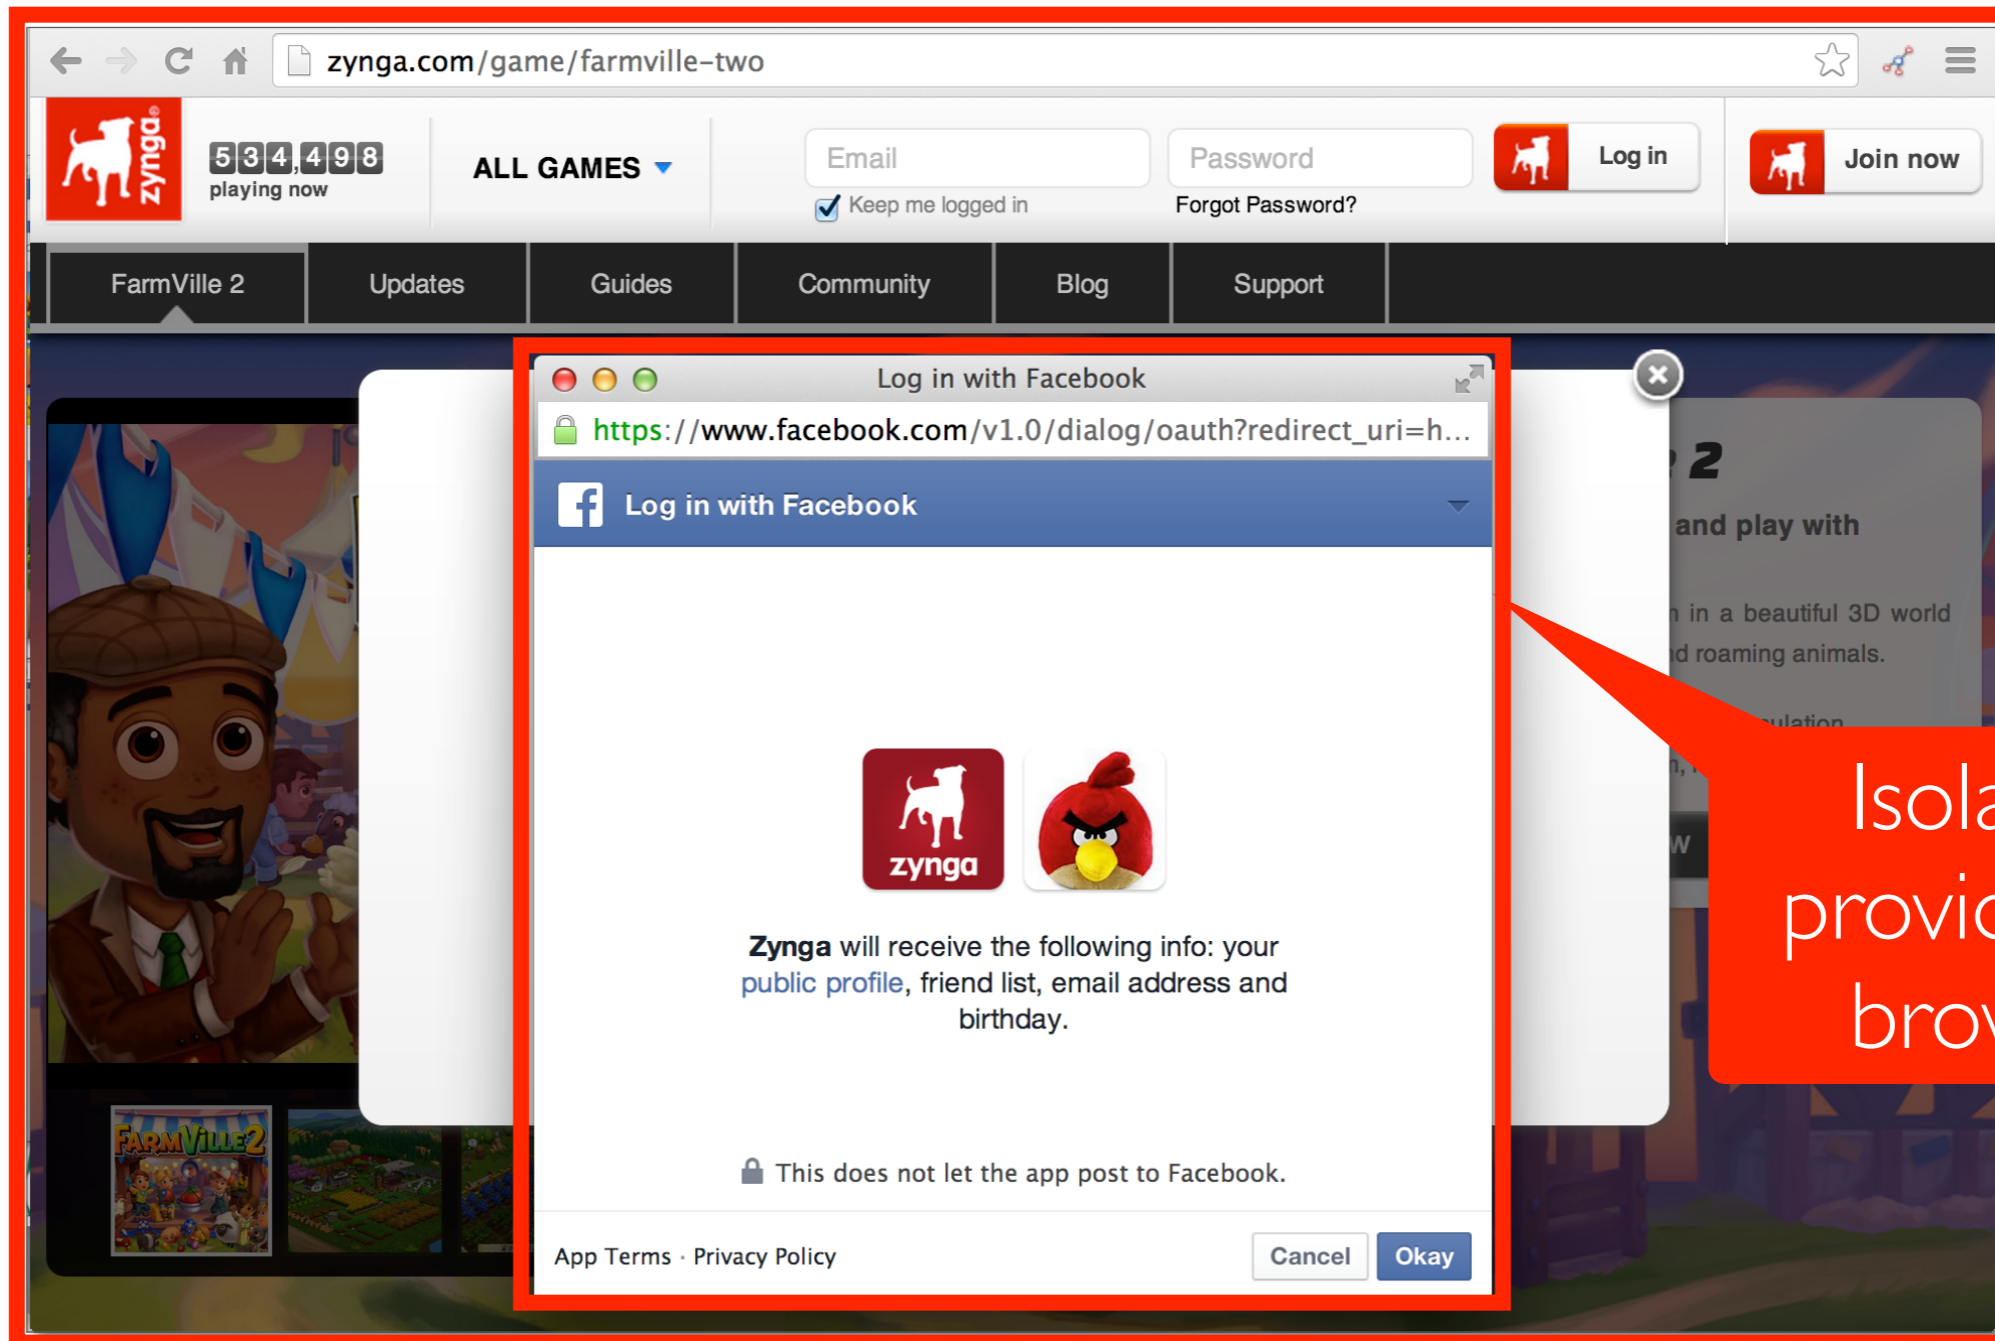 zynga.com/game/farmville-two
zynga
534,498
playing now
ALL GAMES
Email
Password
Log in
Join now
Keep me logged in
Forgot Password?
FarmVille 2
Updates
Guides
Community
Blog
Support
Log in with Facebook
https://www.facebook.com/v1.0/dialog/oauth?redirect_uri=h...
Log in with Facebook
2
and play with
in a beautiful 3D world
roaming animals.
zynga
Zynga will receive the following info: your
public profile, friend list, email address and
birthday.
This does not let the app post to Facebook.
App Terms · Privacy Policy
Cancel
Okay
FARMVILLE2